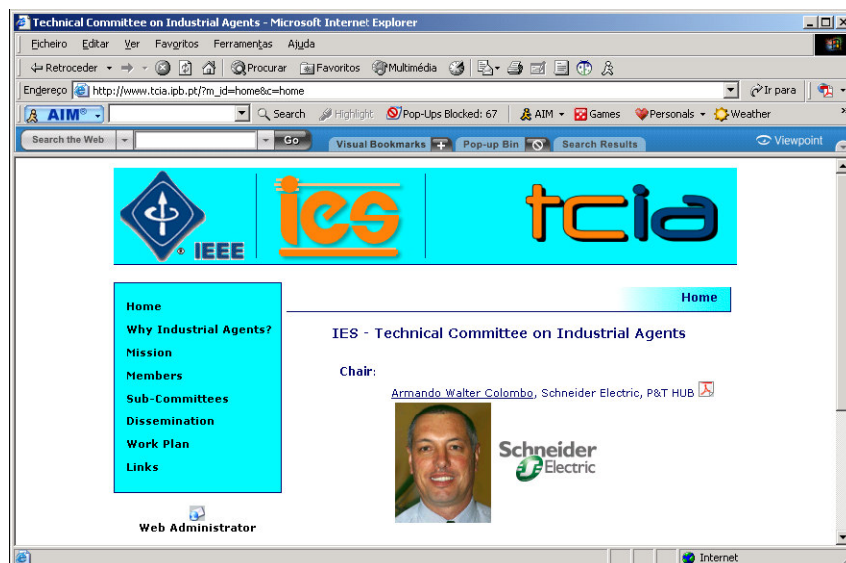 Technical Committee on Industrial Agents - Microsoft Internet Explorer
Ficheiro Editar Ver Favoritos Ferramentas Ajuda
Retroceder Procurar Favoritos Multimédia
Endereço http://www.tcia.ipb.pt/?m_id=home&c=home Ir para
AIM® Search Highlight Pop-Ups Blocked: 67 AIM Games Personals Weather »
Search the Web Go Visual Bookmarks Pop-up Bin Search Results Viewpoint
IEEE ® ies tcia
Home
Home
Why Industrial Agents?
Mission
Members
Sub-Committees
Dissemination
Work Plan
Links
Web Administrator
IES - Technical Committee on Industrial Agents
Chair:
Armando Walter Colombo, Schneider Electric, P&T HUB
Schneider
Electric
Internet